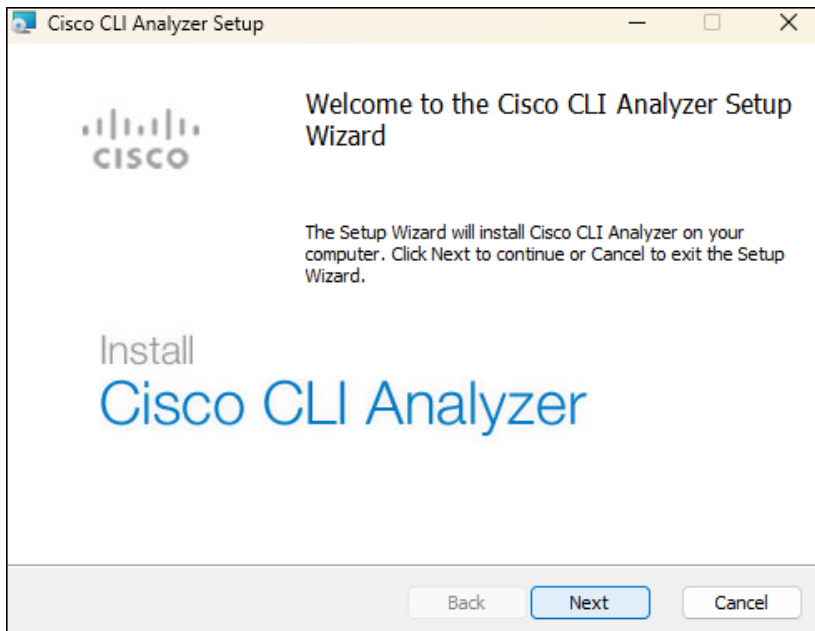 Cisco CLI Analyzer Setup
CISCO
Welcome to the Cisco CLI Analyzer Setup
Wizard
The Setup Wizard will install Cisco CLI Analyzer on your
computer. Click Next to continue or Cancel to exit the Setup
Wizard.
Install
Cisco CLI Analyzer
Back
Next
Cancel